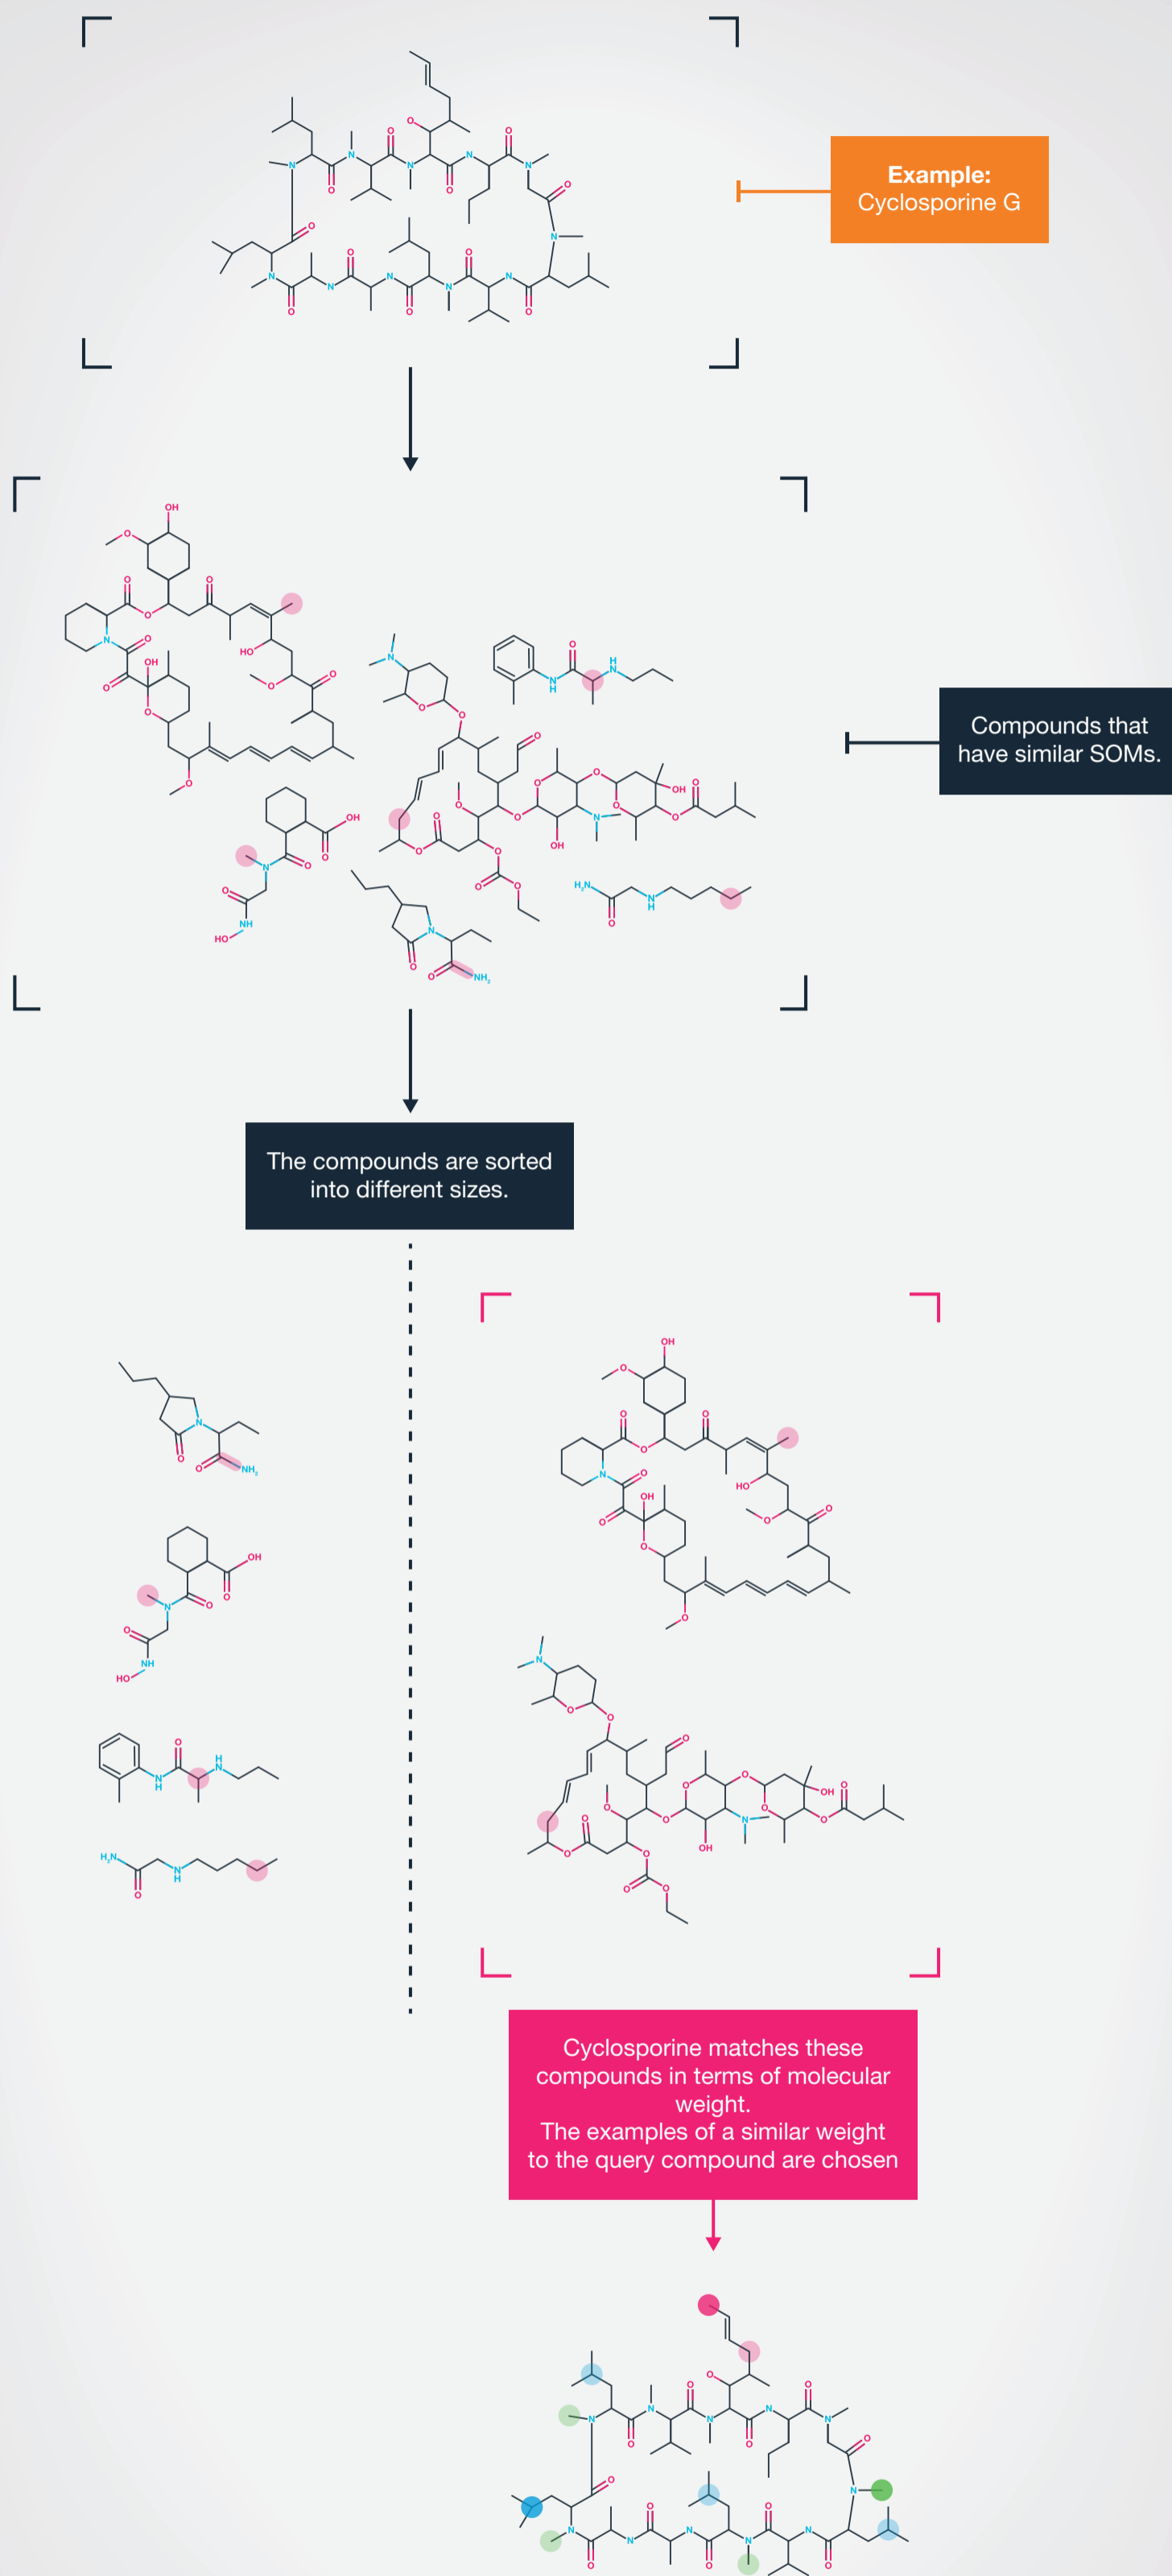 Example:
Cyclosporine G
Compounds that
have similar SOMs.
The compounds are sorted
into different sizes.
Cyclosporine matches these
compounds in terms of molecular
weight.
The examples of a similar weight
to the query compound are chosen